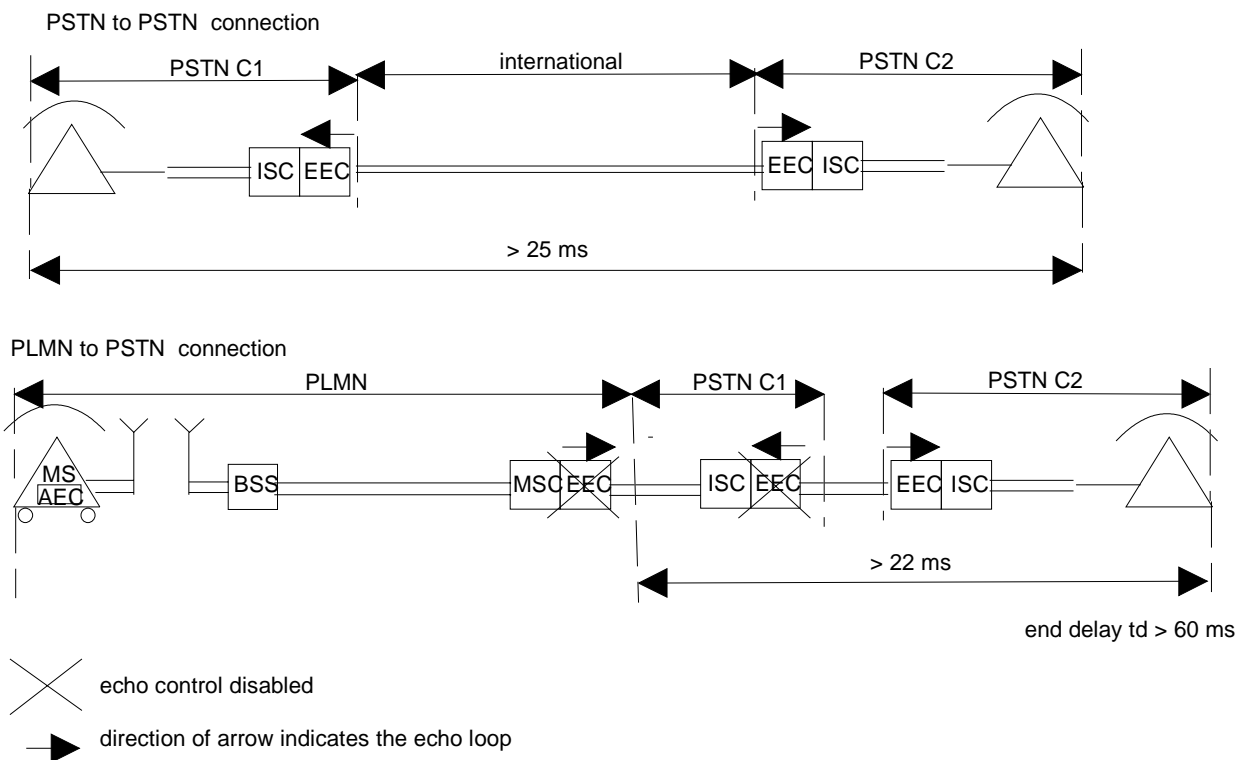 PSTN to PSTN connection
PSTN C1
international
PSTN C2
ISC EEC
EEC ISC
> 25 ms
PLMN to PSTN connection
PLMN
PSTN C1
PSTN C2
MS
AEC
BSS
MSC EEC
ISC EEC
EEC ISC
> 22 ms
end delay td > 60 ms
echo control disabled
direction of arrow indicates the echo loop